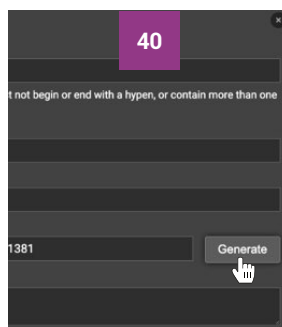 40
t not begin or end with a hypen, or contain more than one
1381 Generate